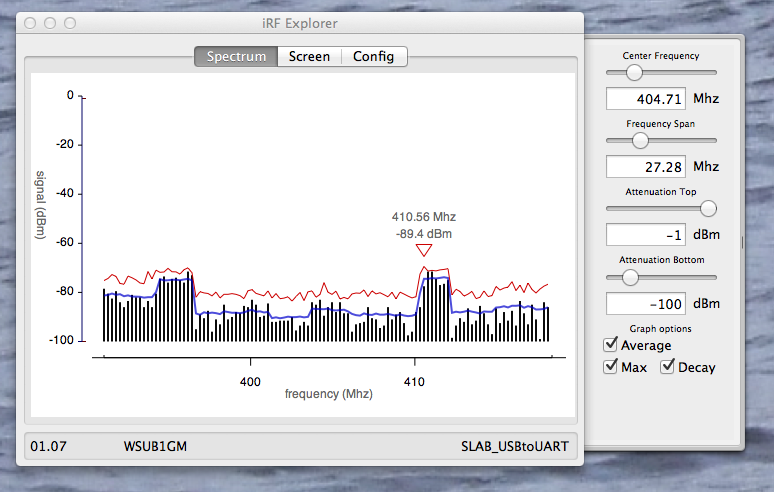 iRF Explorer
Spectrum Screen Config
0
-20
-40
-60
-80
-100
signal (dBm)
410.56 Mhz
-89.4 dBm
400 410
frequency (Mhz)
01.07 WSUB1GM SLAB_USBtoUART
Center Frequency
404.71 Mhz
Frequency Span
27.28 Mhz
Attenuation Top
-1 dBm
Attenuation Bottom
-100 dBm
Graph options
Average
Max Decay